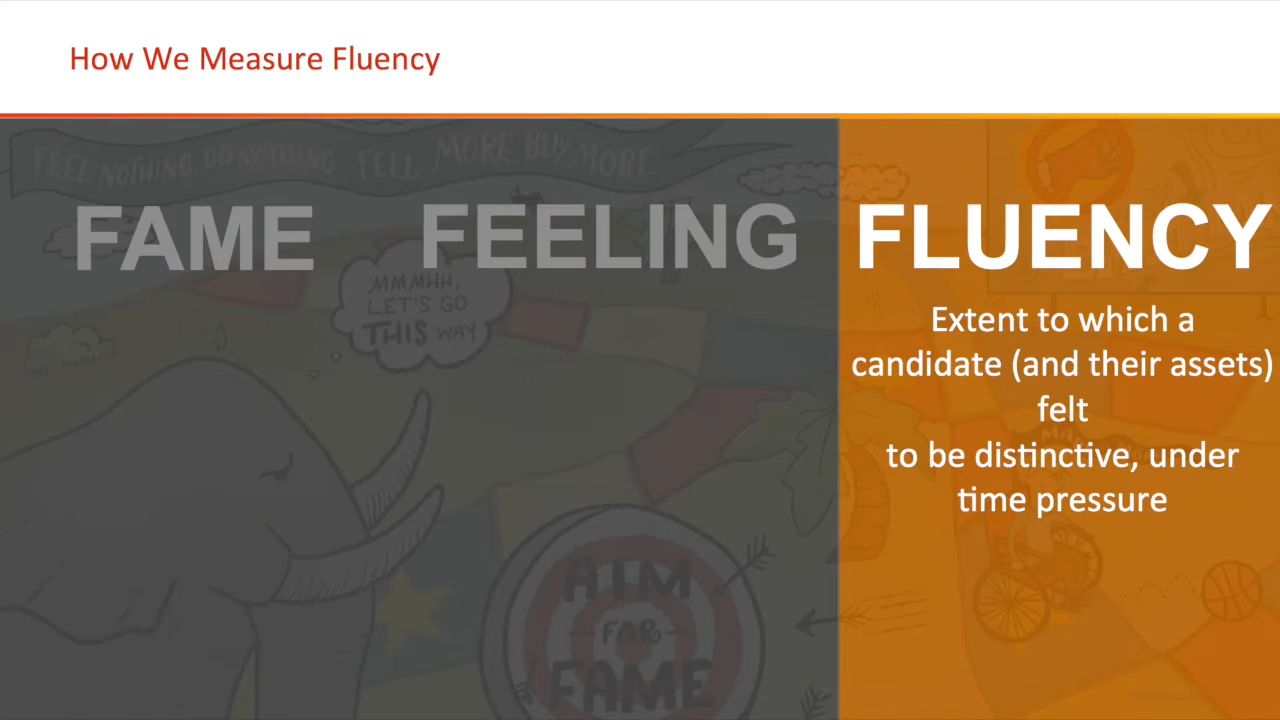 How We Measure Fluency
FEEL NOTHING, DO NOTHING FEEL MORE, BUY MORE
FAME FEELING FLUENCY
MMMHH,
LET'S GO
THIS WAY
Extent to which a
candidate (and their assets)
felt
to be distinctive, under
time pressure
AIM
FOR
FAME